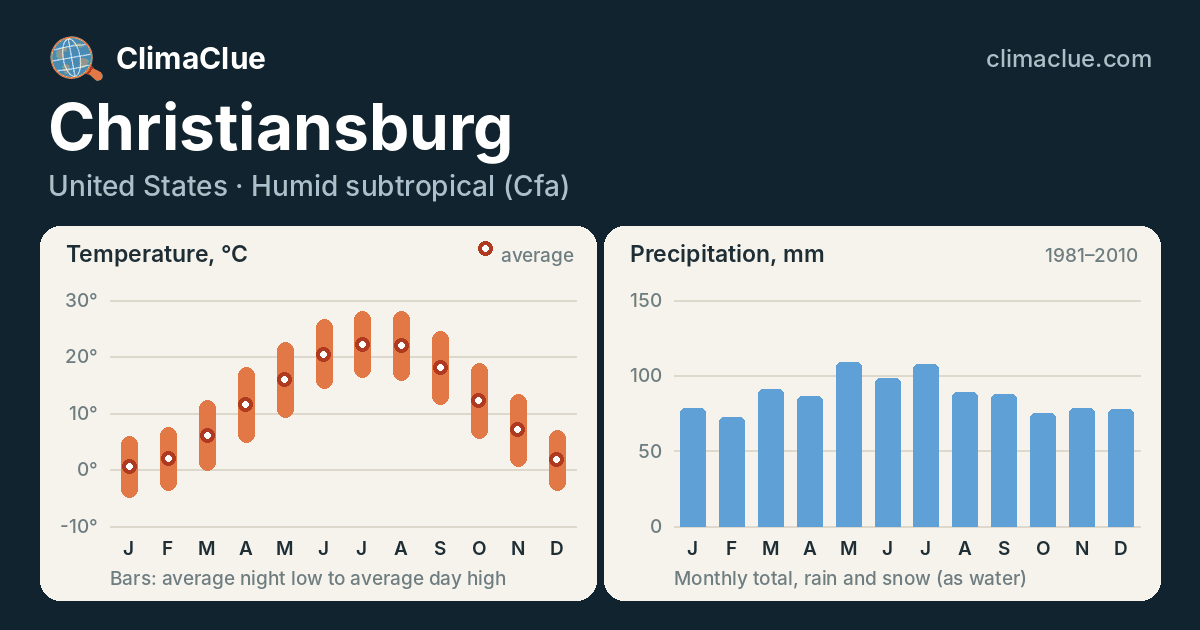 ClimaClue
climaclue.com
Christiansburg
United States · Humid subtropical (Cfa)
Temperature, °C
average
30°
20°
10°
0°
-10°
J F M A M J J A S O N D
Bars: average night low to average day high
Precipitation, mm
1981–2010
150
100
50
0
J F M A M J J A S O N D
Monthly total, rain and snow (as water)